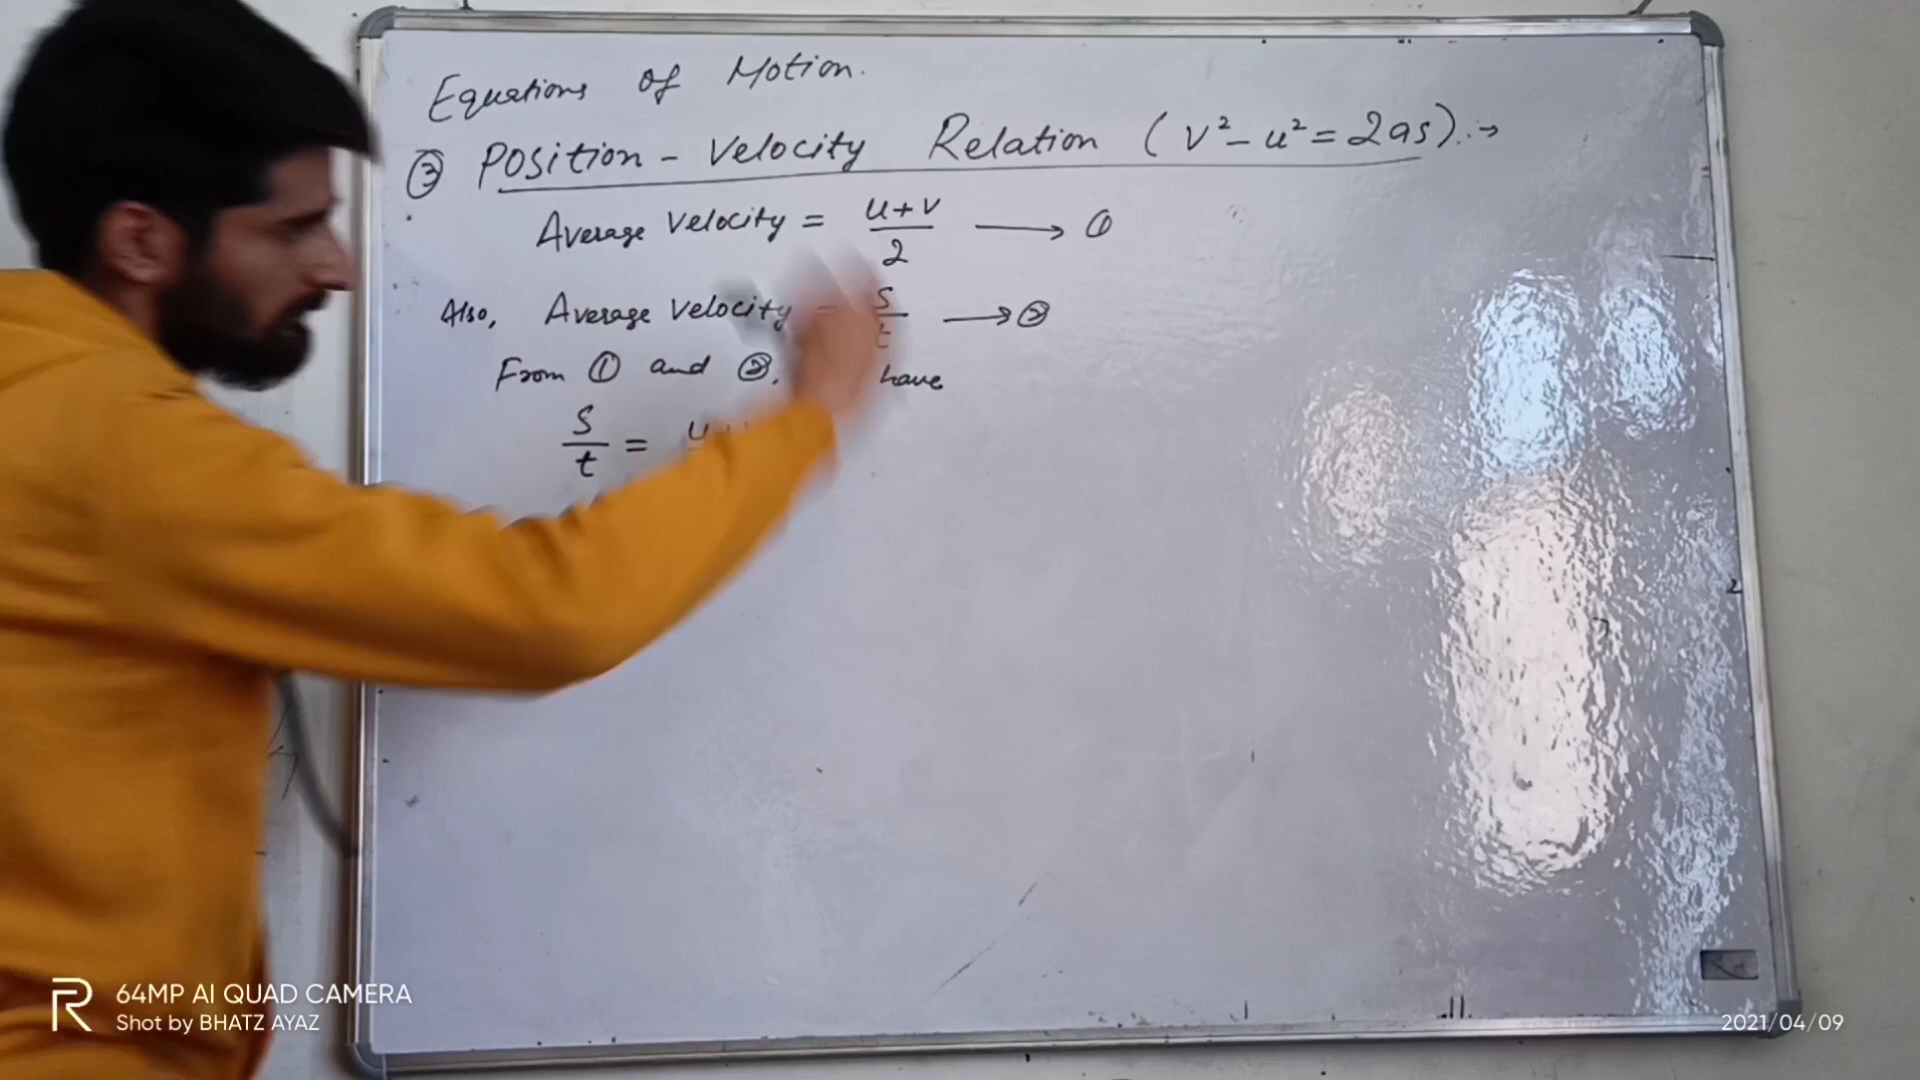 Equations of Motion.
③ Position - Velocity Relation ( v² - u² = 2as ) :→
Average Velocity = u+v / 2 ⟶ ①
Also, Average Velocity = s / t ⟶ ②
From ① and ②, have
S / t = u+v
64MP AI QUAD CAMERA
Shot by BHATZ AYAZ
2021/04/09